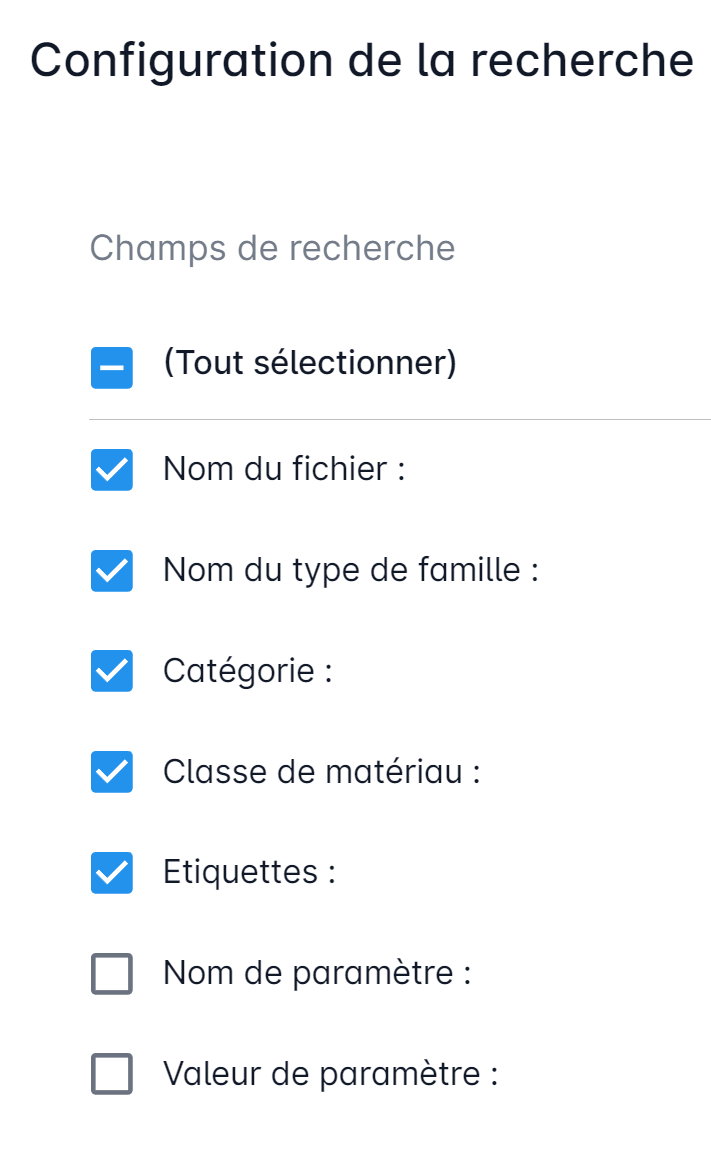 Configuration de la recherche
Champs de recherche
(Tout sélectionner)
Nom du fichier :
Nom du type de famille :
Catégorie :
Classe de matériau :
Etiquettes :
Nom de paramètre :
Valeur de paramètre :